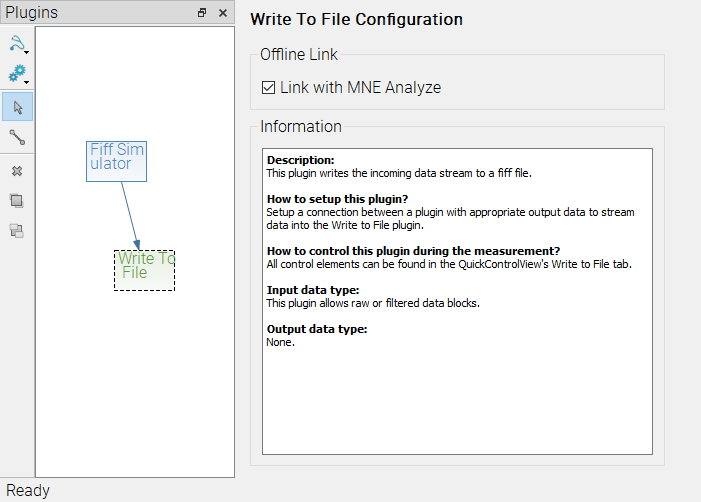 Plugins
Fiff Sim
ulator
Write To
File
Ready
Write To File Configuration
Offline Link
Link with MNE Analyze
Information
Description:
This plugin writes the incoming data stream to a fiff file.
How to setup this plugin?
Setup a connection between a plugin with appropriate output data to stream
data into the Write to File plugin.
How to control this plugin during the measurement?
All control elements can be found in the QuickControlView's Write to File tab.
Input data type:
This plugin allows raw or filtered data blocks.
Output data type:
None.